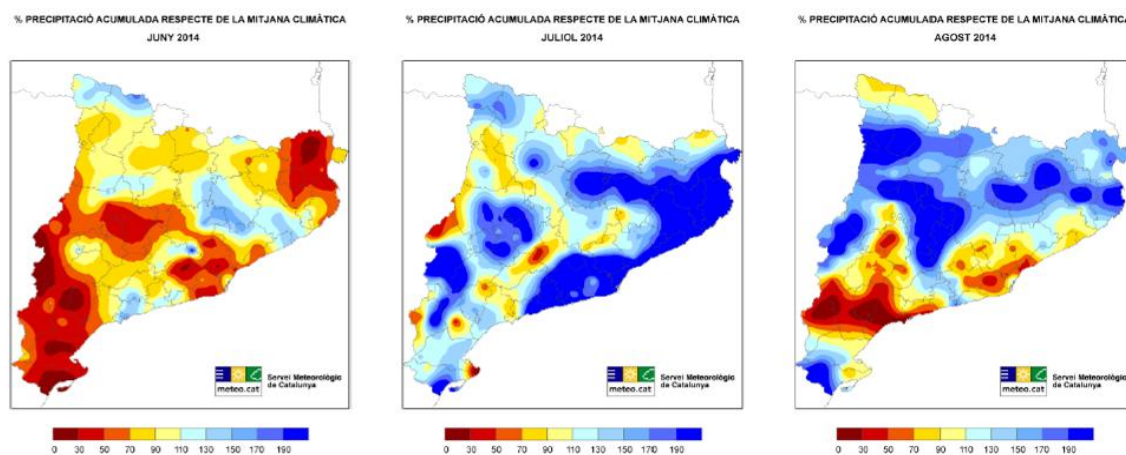 % PRECIPITACIÓ ACUMULADA RESPECTE DE LA MITJANA CLIMÀTICA
JUNY 2014
meteo.cat
Servei Meteorològic
de Catalunya
0 30 50 70 90 110 130 150 170 190
% PRECIPITACIÓ ACUMULADA RESPECTE DE LA MITJANA CLIMÀTICA
JULIOL 2014
meteo.cat
Servei Meteorològic
de Catalunya
0 30 50 70 90 110 130 150 170 190
% PRECIPITACIÓ ACUMULADA RESPECTE DE LA MITJANA CLIMÀTICA
AGOST 2014
meteo.cat
Servei Meteorològic
de Catalunya
0 30 50 70 90 110 130 150 170 190